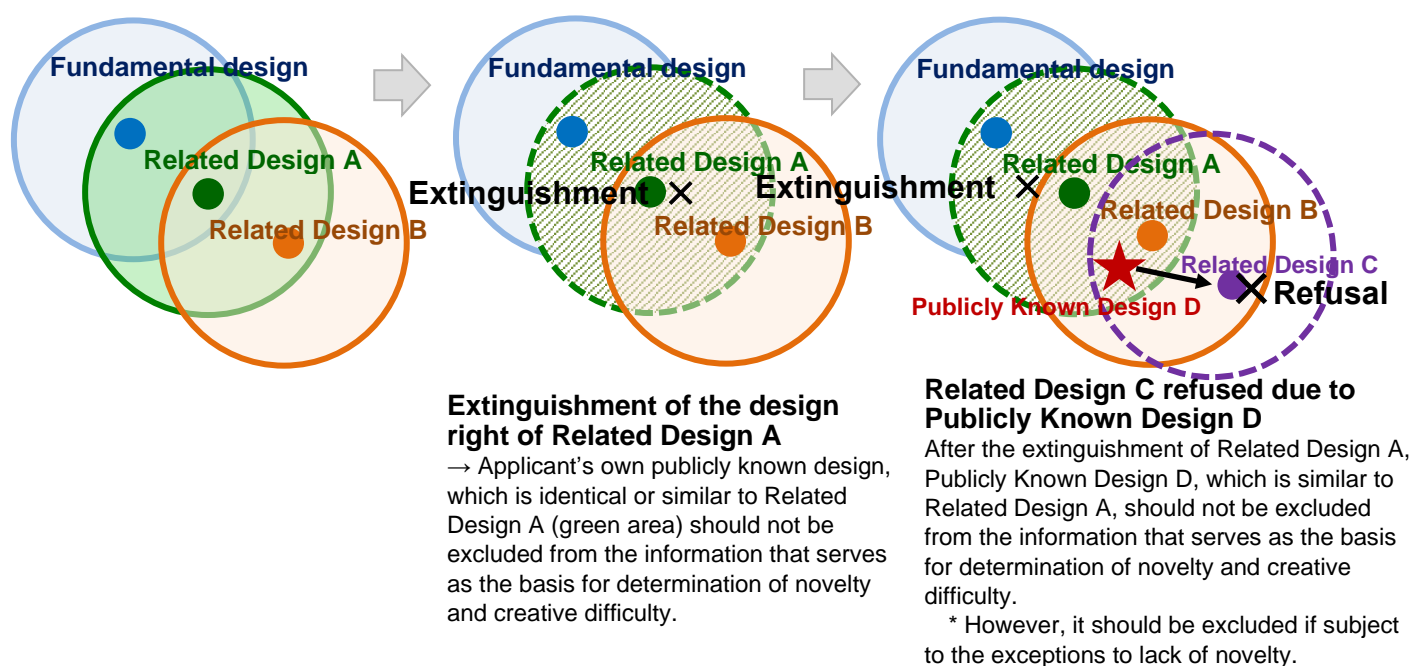 Fundamental design
Related Design A
Related Design B
Fundamental design
Related Design A
Extinguishment
Related Design B
Fundamental design
Related Design A
Extinguishment
Related Design B
Related Design C
Refusal
Publicly Known Design D
Extinguishment of the design
right of Related Design A
→ Applicant’s own publicly known design,
which is identical or similar to Related
Design A (green area) should not be
excluded from the information that serves
as the basis for determination of novelty
and creative difficulty.
Related Design C refused due to
Publicly Known Design D
After the extinguishment of Related Design A,
Publicly Known Design D, which is similar to
Related Design A, should not be excluded
from the information that serves as the basis
for determination of novelty and creative
difficulty.
* However, it should be excluded if subject
to the exceptions to lack of novelty.